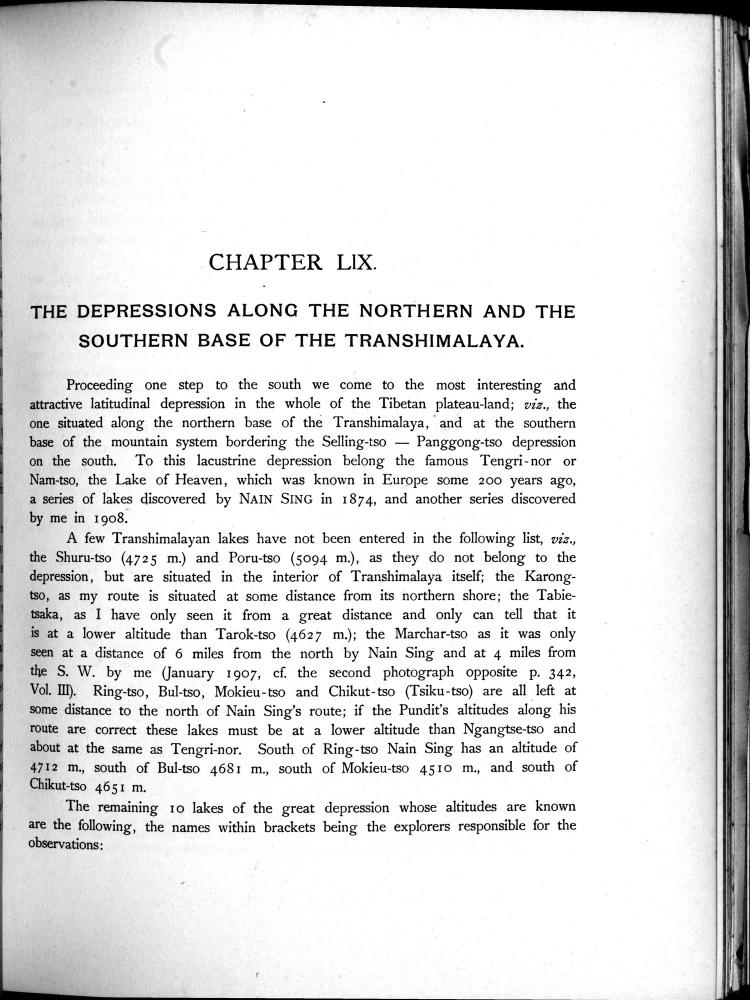 CHAPTER LIX.
THE DEPRESSIONS ALONG THE NORTHERN AND THE
SOUTHERN BASE OF THE TRANSHIMALAYA.
Proceeding one step to the south we come to the most interesting and
attractive latitudinal depression in the whole of the Tibetan plateau-land; viz., the
one situated along the northern base of the Transhimalaya, and at the southern
base of the mountain system bordering the Selling-tso — Panggong-tso depression
on the south. To this lacustrine depression belong the famous Tengri-nor or
Nam-tso, the Lake of Heaven, which was known in Europe some 200 years ago,
a series of lakes discovered by NAIN SING in 1874, and another series discovered
by me in 1908.
A few Transhimalayan lakes have not been entered in the following list, viz.,
the Shuru-tso (4725 m.) and Poru-tso (5094 m.), as they do not belong to the
depression, but are situated in the interior of Transhimalaya itself; the Karong-
tso, as my route is situated at some distance from its northern shore; the Tabie-
tsaka, as I have only seen it from a great distance and only can tell that it
is at a lower altitude than Tarok-tso (4627 m.); the Marchar-tso as it was only
seen at a distance of 6 miles from the north by Nain Sing and at 4 miles from
the S. W. by me (January 1907, cf. the second photograph opposite p. 342,
Vol. III). Ring-tso, Bul-tso, Mokieu-tso and Chikut-tso (Tsiku-tso) are all left at
some distance to the north of Nain Sing's route; if the Pundit's altitudes along his
route are correct these lakes must be at a lower altitude than Ngangtse-tso and
about at the same as Tengri-nor. South of Ring-tso Nain Sing has an altitude of
4712 m., south of Bul-tso 4681 m., south of Mokieu-tso 4510 m., and south of
Chikut-tso 4651 m.
The remaining 10 lakes of the great depression whose altitudes are known
are the following, the names within brackets being the explorers responsible for the
observations: